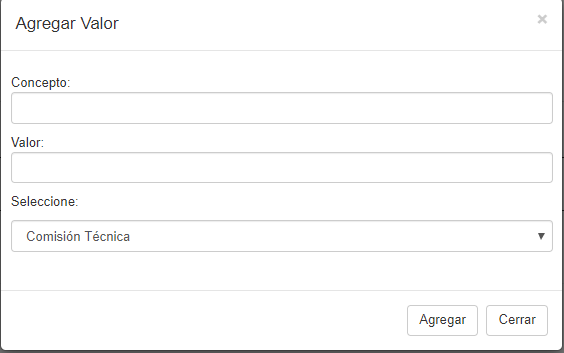 Agregar Valor ×
Concepto:
Valor:
Seleccione:
Comisión Técnica
Agregar Cerrar